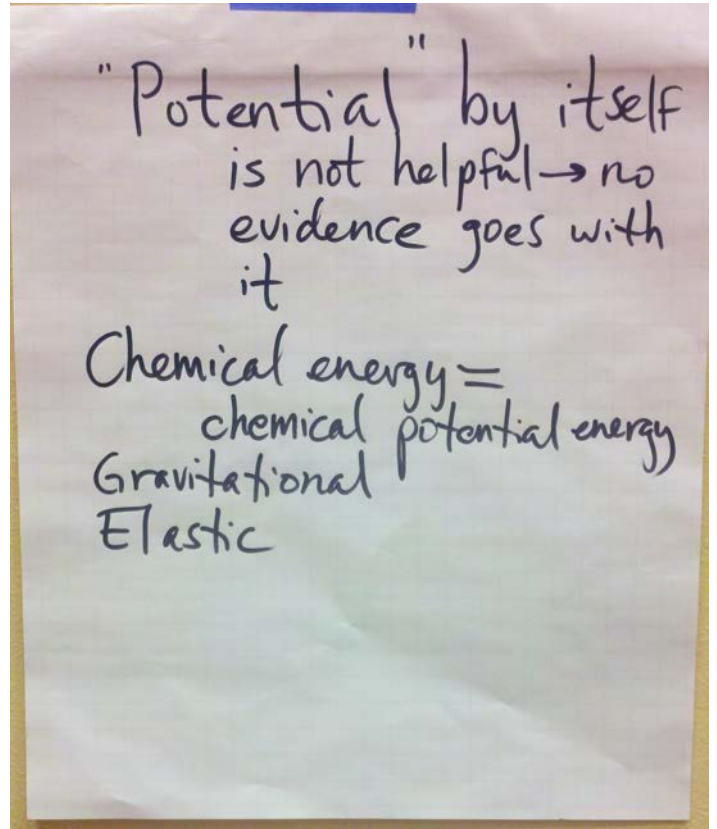 "Potential" by itself
is not helpful → no
evidence goes with
it
Chemical energy =
chemical potential energy
Gravitational
Elastic